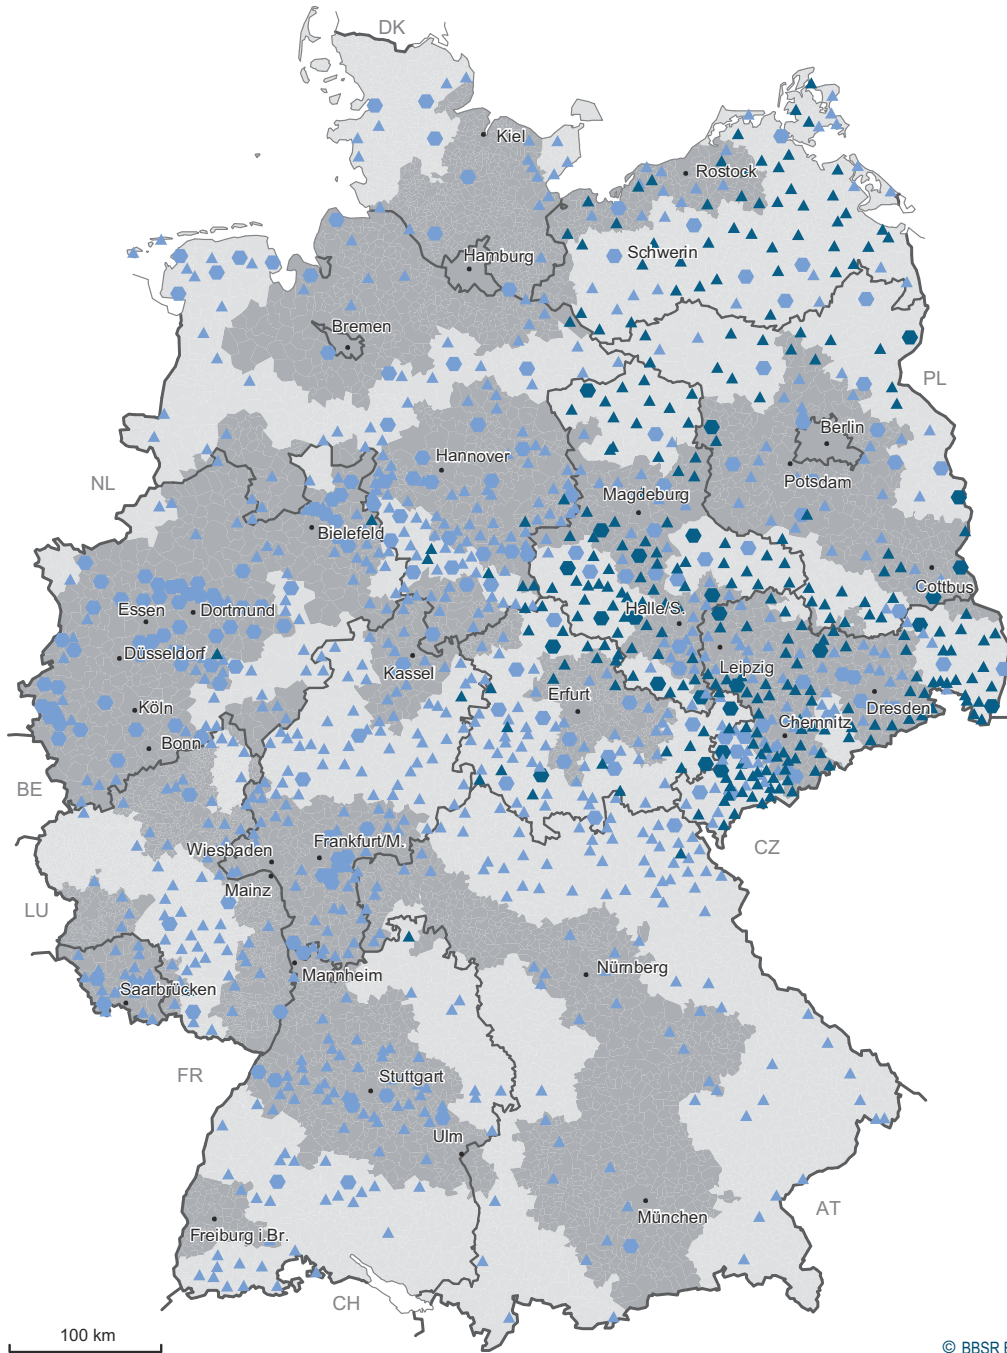 DK
Kiel
Rostock
Schwerin
Hamburg
Bremen
PL
Berlin
Hannover
Potsdam
NL
Magdeburg
Bielefeld
Cottbus
Essen
Dortmund
Halle/S.
Düsseldorf
Kassel
Leipzig
Erfurt
Köln
Dresden
Chemnitz
Bonn
BE
Frankfurt/M.
CZ
Wiesbaden
Mainz
LU
Nürnberg
Mannheim
Saarbrücken
FR
Stuttgart
Ulm
AT
München
Freiburg i.Br.
CH
100 km
© BBSR